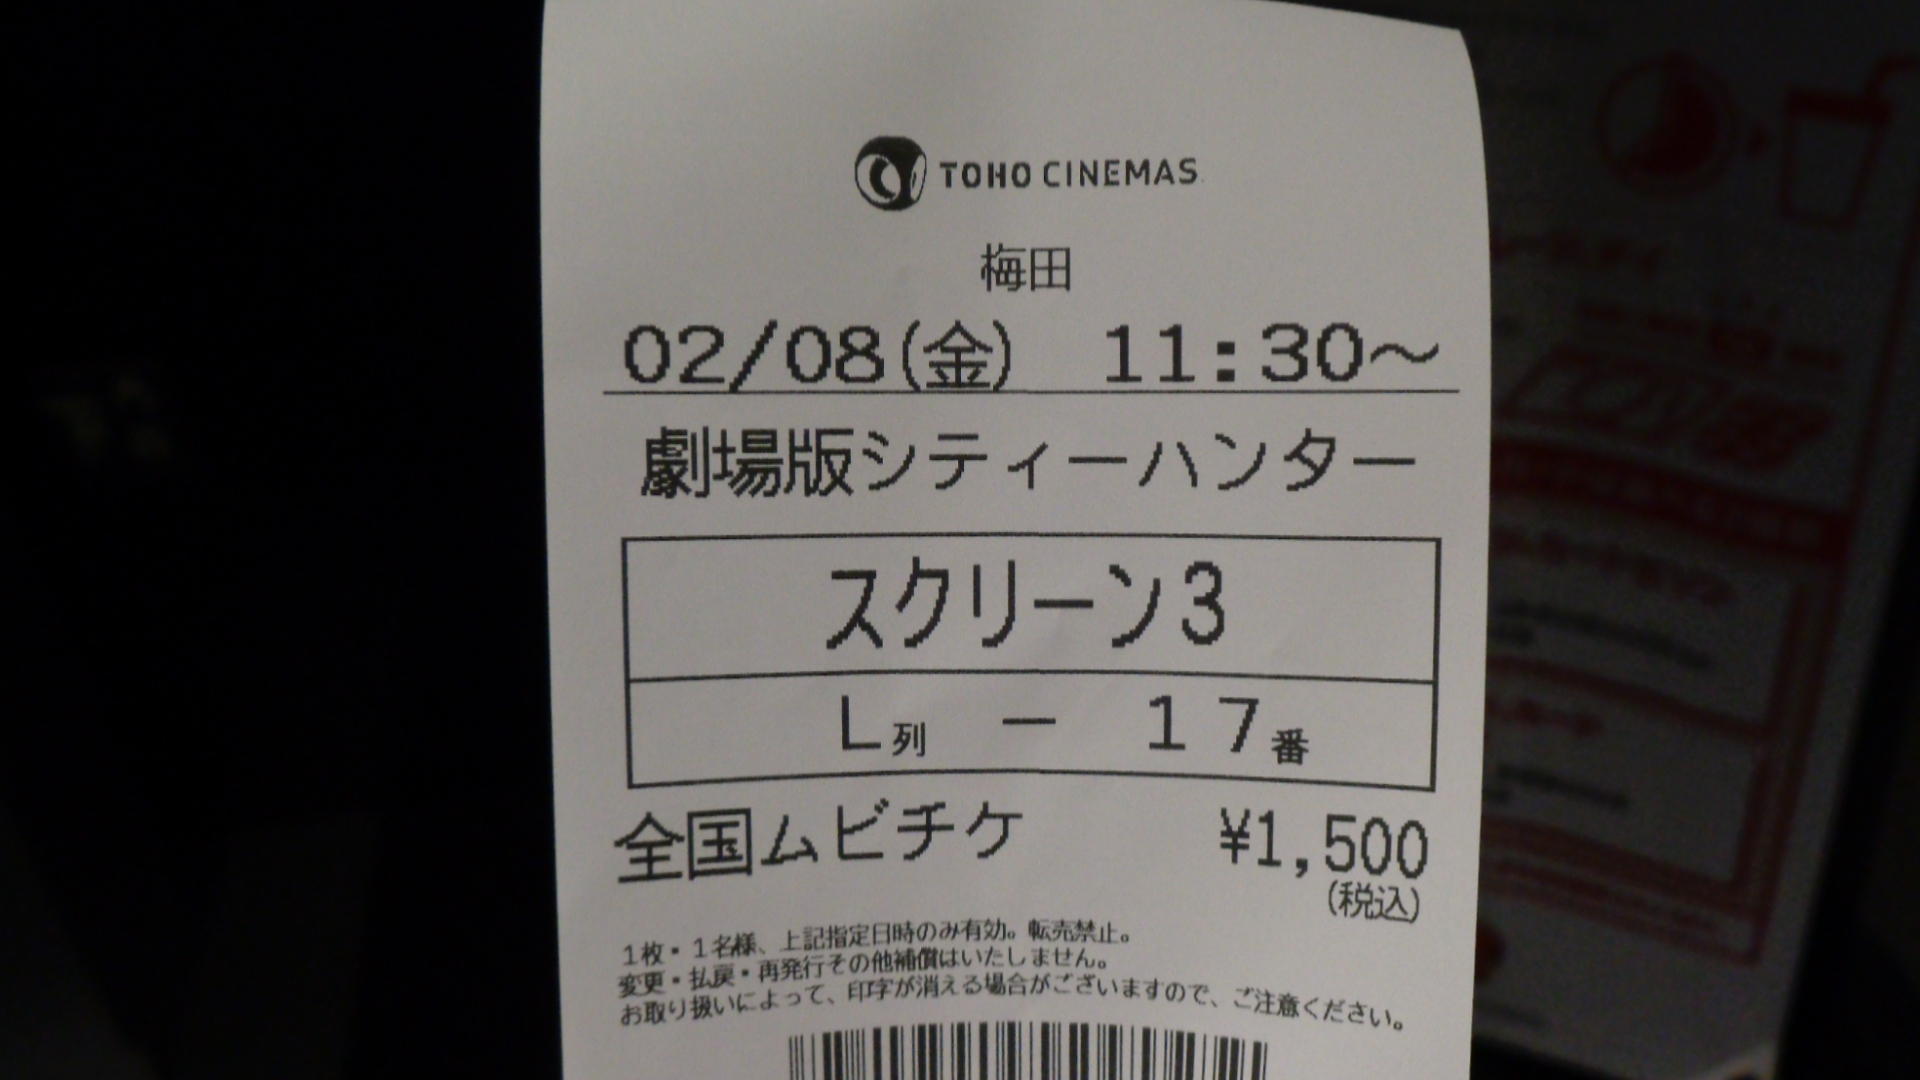 TOHO CINEMAS
梅田
02/08(金) 11:30～
劇場版シティーハンター
スクリーン3
L列 － 17番
全国ムビチケ ¥1,500
(税込)
1枚・1名様、上記指定日時のみ有効。転売禁止。
変更・払戻・再発行その他補償はいたしません。
お取り扱いによって、印字が消える場合がございますので、ご注意ください。